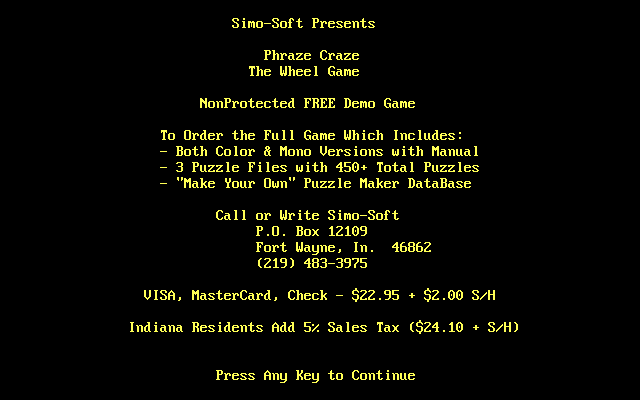 Simo-Soft Presents
Phraze Craze
The Wheel Game
NonProtected FREE Demo Game
To Order the Full Game Which Includes:
- Both Color & Mono Versions with Manual
- 3 Puzzle Files with 450+ Total Puzzles
- "Make Your Own" Puzzle Maker DataBase
Call or Write Simo-Soft
P.O. Box 12109
Fort Wayne, In.  46862
(219) 483-3975
VISA, MasterCard, Check - $22.95 + $2.00 S/H
Indiana Residents Add 5% Sales Tax ($24.10 + S/H)
Press Any Key to Continue